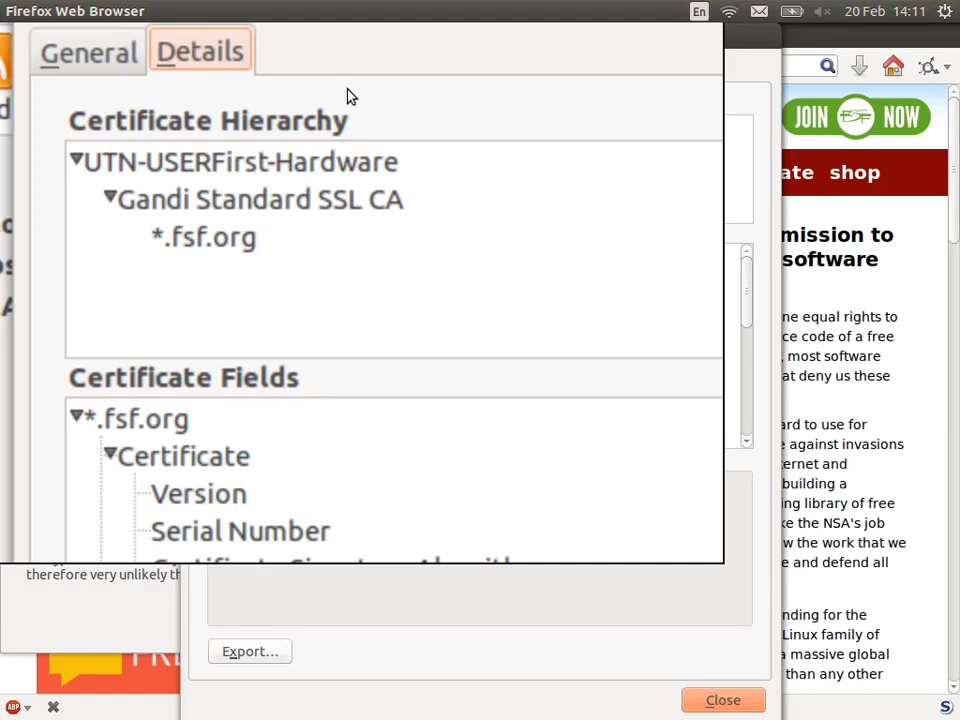 Firefox Web Browser
En
20 Feb 14:11
General
Details
Certificate Hierarchy
UTN-USERFirst-Hardware
Gandi Standard SSL CA
*.fsf.org
Certificate Fields
*.fsf.org
Certificate
Version
Serial Number
therefore very unlikely th
Export...
Close
JOIN FSF NOW
ate shop
mission to
software
ne equal rights to
ce code of a free
, most software
at deny us these
ard to use for
e against invasions
ternet and
building a
ing library of free
ke the NSA's job
w the work that we
e and defend all
nding for the
Linux family of
a massive global
than any other
ABP
S